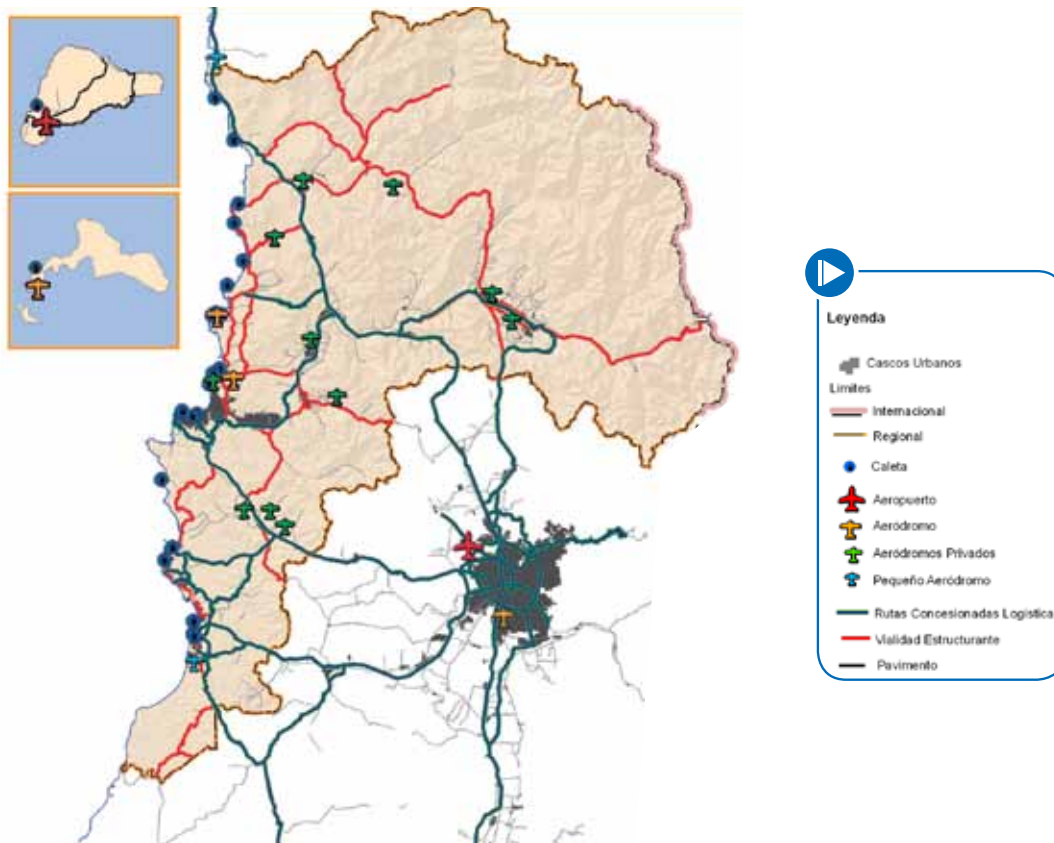 Leyenda
Cascos Urbanos
Limites
Internacional
Regional
Caleta
Aeropuerto
Aeródromo
Aeródromos Privados
Pequeño Aeródromo
Rutas Concesionadas Logística
Vialidad Estructurante
Pavimento